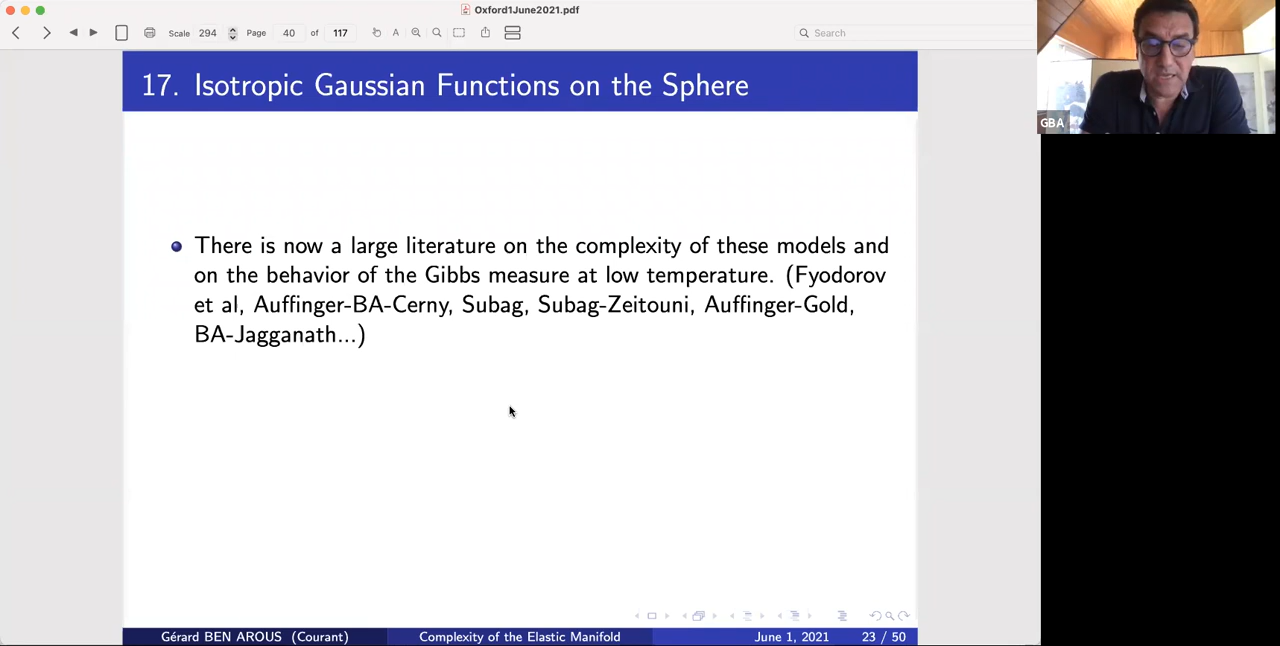 Oxford1June2021.pdf
Scale 294 Page 40 of 117 A Search
17. Isotropic Gaussian Functions on the Sphere
There is now a large literature on the complexity of these models and
on the behavior of the Gibbs measure at low temperature. (Fyodorov
et al, Auffinger-BA-Cerny, Subag, Subag-Zeitouni, Auffinger-Gold,
BA-Jagganath...)
Gérard BEN AROUS (Courant) Complexity of the Elastic Manifold June 1, 2021 23 / 50
GBA